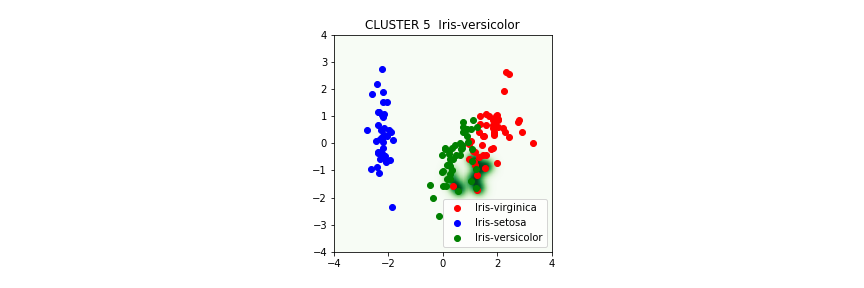 CLUSTER 5 Iris-versicolor
4
3
2
1
0
−1
−2
−3
−4
Iris-virginica
Iris-setosa
Iris-versicolor
−4 −2 0 2 4